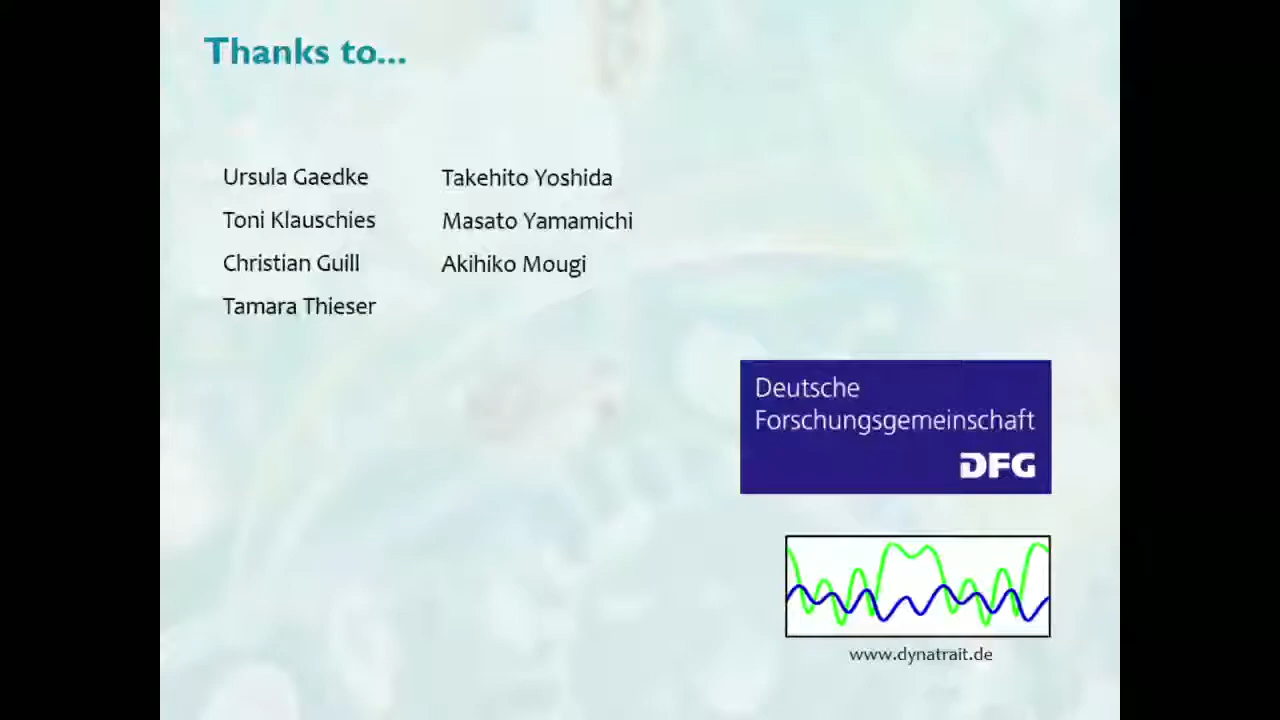 Thanks to...
Ursula Gaedke
Toni Klauschies
Christian Guill
Tamara Thieser
Takehito Yoshida
Masato Yamamichi
Akihiko Mougi
Deutsche
Forschungsgemeinschaft
DFG
www.dynatrait.de